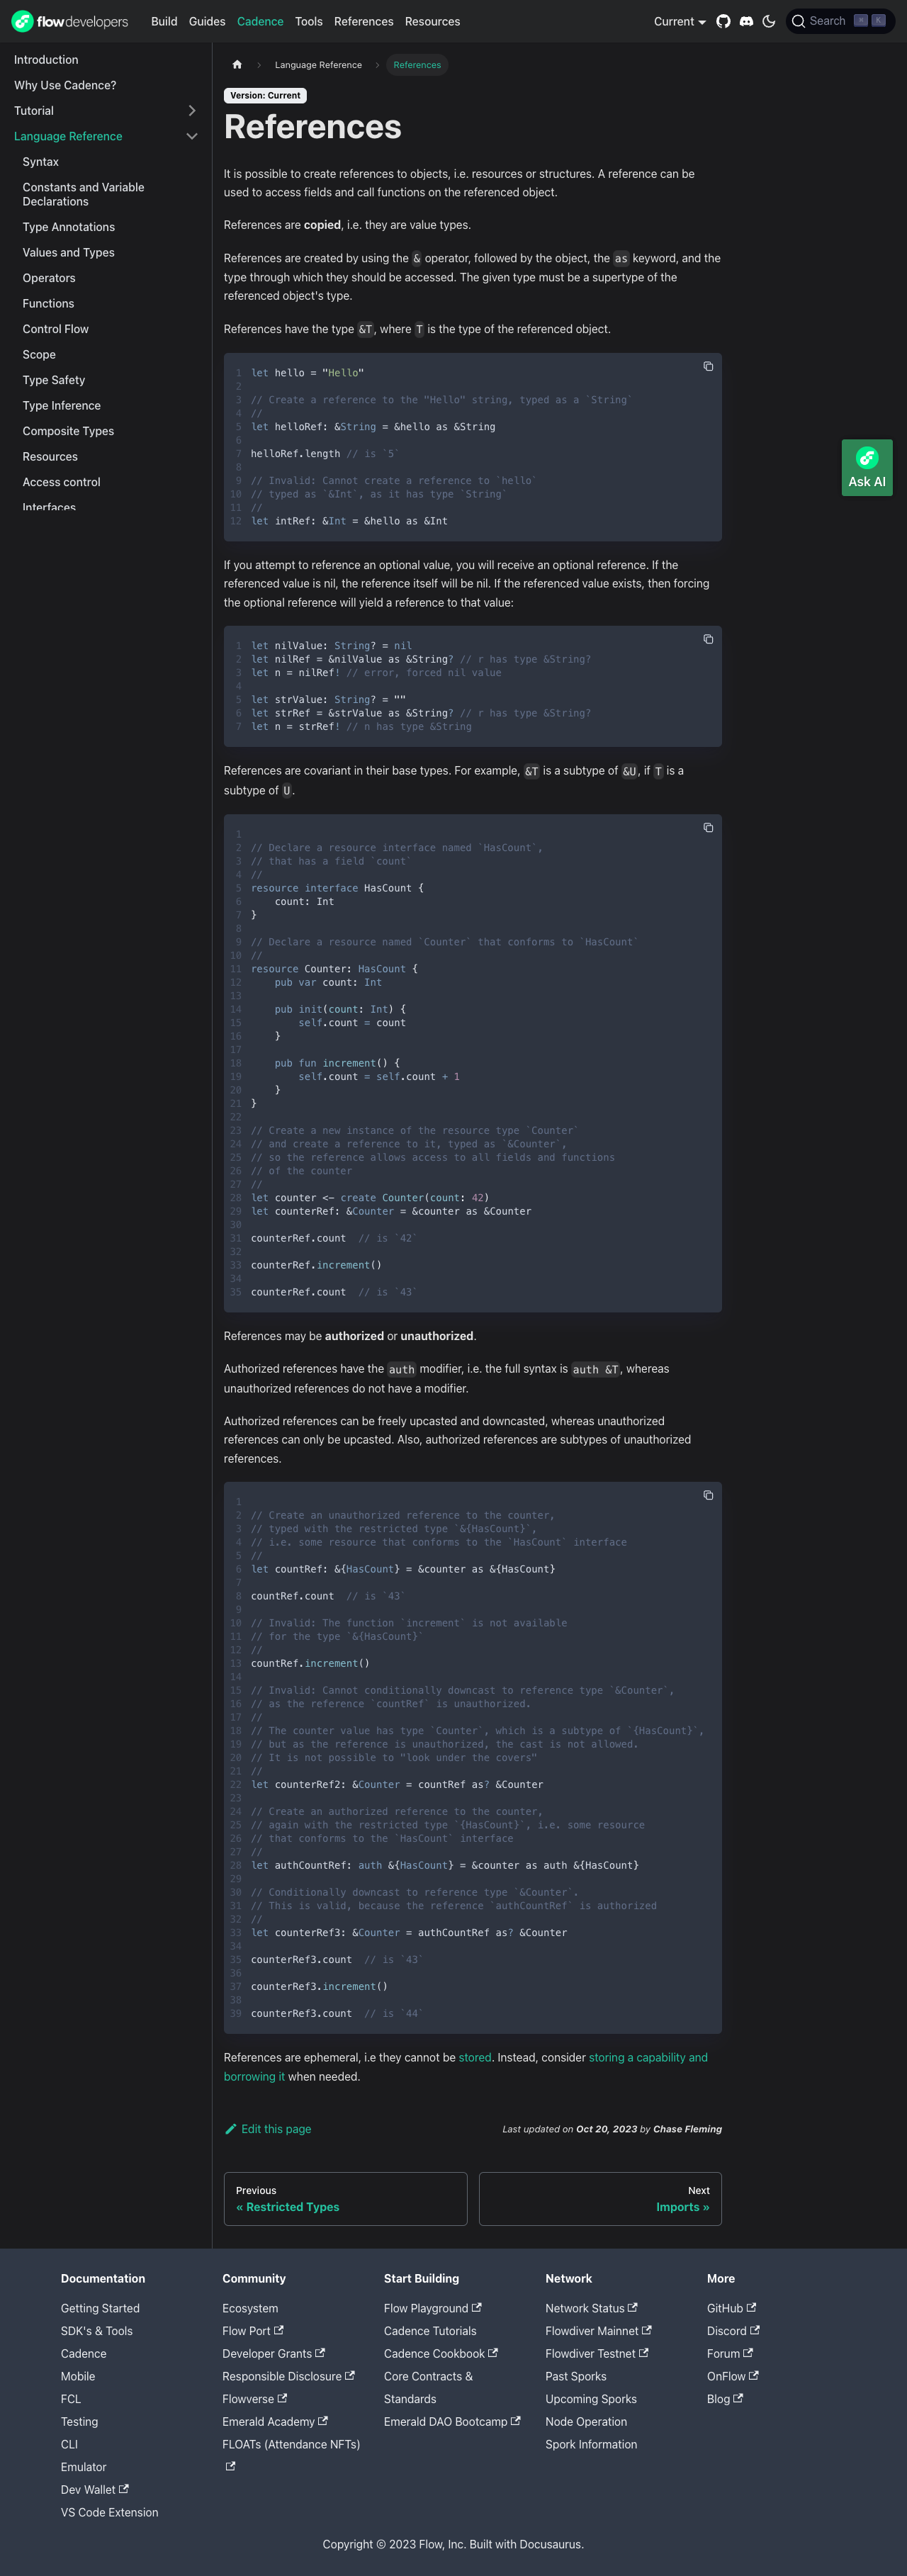 flow developers Build Guides Cadence Tools References Resources Current Search ⌘ K
Introduction
Why Use Cadence?
Tutorial
Language Reference
Syntax
Constants and Variable
Declarations
Type Annotations
Values and Types
Operators
Functions
Control Flow
Scope
Type Safety
Type Inference
Composite Types
Resources
Access control
Interfaces
Language Reference References
Version: Current
References
It is possible to create references to objects, i.e. resources or structures. A reference can be
used to access fields and call functions on the referenced object.
References are copied, i.e. they are value types.
References are created by using the & operator, followed by the object, the as keyword, and the
type through which they should be accessed. The given type must be a supertype of the
referenced object's type.
References have the type &T, where T is the type of the referenced object.
1 let hello = "Hello"
2
3 // Create a reference to the "Hello" string, typed as a `String`
4 //
5 let helloRef: &String = &hello as &String
6
7 helloRef.length // is `5`
8
9 // Invalid: Cannot create a reference to `hello`
10 // typed as `&Int`, as it has type `String`
11 //
12 let intRef: &Int = &hello as &Int
If you attempt to reference an optional value, you will receive an optional reference. If the
referenced value is nil, the reference itself will be nil. If the referenced value exists, then forcing
the optional reference will yield a reference to that value:
1 let nilValue: String? = nil
2 let nilRef = &nilValue as &String? // r has type &String?
3 let n = nilRef! // error, forced nil value
4
5 let strValue: String? = ""
6 let strRef = &strValue as &String? // r has type &String?
7 let n = strRef! // n has type &String
References are covariant in their base types. For example, &T is a subtype of &U, if T is a
subtype of U.
1
2 // Declare a resource interface named `HasCount`,
3 // that has a field `count`
4 //
5 resource interface HasCount {
6 count: Int
7 }
8
9 // Declare a resource named `Counter` that conforms to `HasCount`
10 //
11 resource Counter: HasCount {
12 pub var count: Int
13
14 pub init(count: Int) {
15 self.count = count
16 }
17
18 pub fun increment() {
19 self.count = self.count + 1
20 }
21 }
22
23 // Create a new instance of the resource type `Counter`
24 // and create a reference to it, typed as `&Counter`,
25 // so the reference allows access to all fields and functions
26 // of the counter
27 //
28 let counter <- create Counter(count: 42)
29 let counterRef: &Counter = &counter as &Counter
30
31 counterRef.count // is `42`
32
33 counterRef.increment()
34
35 counterRef.count // is `43`
References may be authorized or unauthorized.
Authorized references have the auth modifier, i.e. the full syntax is auth &T, whereas
unauthorized references do not have a modifier.
Authorized references can be freely upcasted and downcasted, whereas unauthorized
references can only be upcasted. Also, authorized references are subtypes of unauthorized
references.
1
2 // Create an unauthorized reference to the counter,
3 // typed with the restricted type `&{HasCount}`,
4 // i.e. some resource that conforms to the `HasCount` interface
5 //
6 let countRef: &{HasCount} = &counter as &{HasCount}
7
8 countRef.count // is `43`
9
10 // Invalid: The function `increment` is not available
11 // for the type `&{HasCount}`
12 //
13 countRef.increment()
14
15 // Invalid: Cannot conditionally downcast to reference type `&Counter`,
16 // as the reference `countRef` is unauthorized.
17 //
18 // The counter value has type `Counter`, which is a subtype of `{HasCount}`,
19 // but as the reference is unauthorized, the cast is not allowed.
20 // It is not possible to "look under the covers"
21 //
22 let counterRef2: &Counter = countRef as? &Counter
23
24 // Create an authorized reference to the counter,
25 // again with the restricted type `{HasCount}`, i.e. some resource
26 // that conforms to the `HasCount` interface
27 //
28 let authCountRef: auth &{HasCount} = &counter as auth &{HasCount}
29
30 // Conditionally downcast to reference type `&Counter`.
31 // This is valid, because the reference `authCountRef` is authorized
32 //
33 let counterRef3: &Counter = authCountRef as? &Counter
34
35 counterRef3.count // is `43`
36
37 counterRef3.increment()
38
39 counterRef3.count // is `44`
References are ephemeral, i.e they cannot be stored. Instead, consider storing a capability and
borrowing it when needed.
Edit this page Last updated on Oct 20, 2023 by Chase Fleming
Previous
« Restricted Types
Next
Imports »
Ask AI
Documentation
Getting Started
SDK's & Tools
Cadence
Mobile
FCL
Testing
CLI
Emulator
Dev Wallet
VS Code Extension
Community
Ecosystem
Flow Port
Developer Grants
Responsible Disclosure
Flowverse
Emerald Academy
FLOATs (Attendance NFTs)
Start Building
Flow Playground
Cadence Tutorials
Cadence Cookbook
Core Contracts &
Standards
Emerald DAO Bootcamp
Network
Network Status
Flowdiver Mainnet
Flowdiver Testnet
Past Sporks
Upcoming Sporks
Node Operation
Spork Information
More
GitHub
Discord
Forum
OnFlow
Blog
Copyright © 2023 Flow, Inc. Built with Docusaurus.